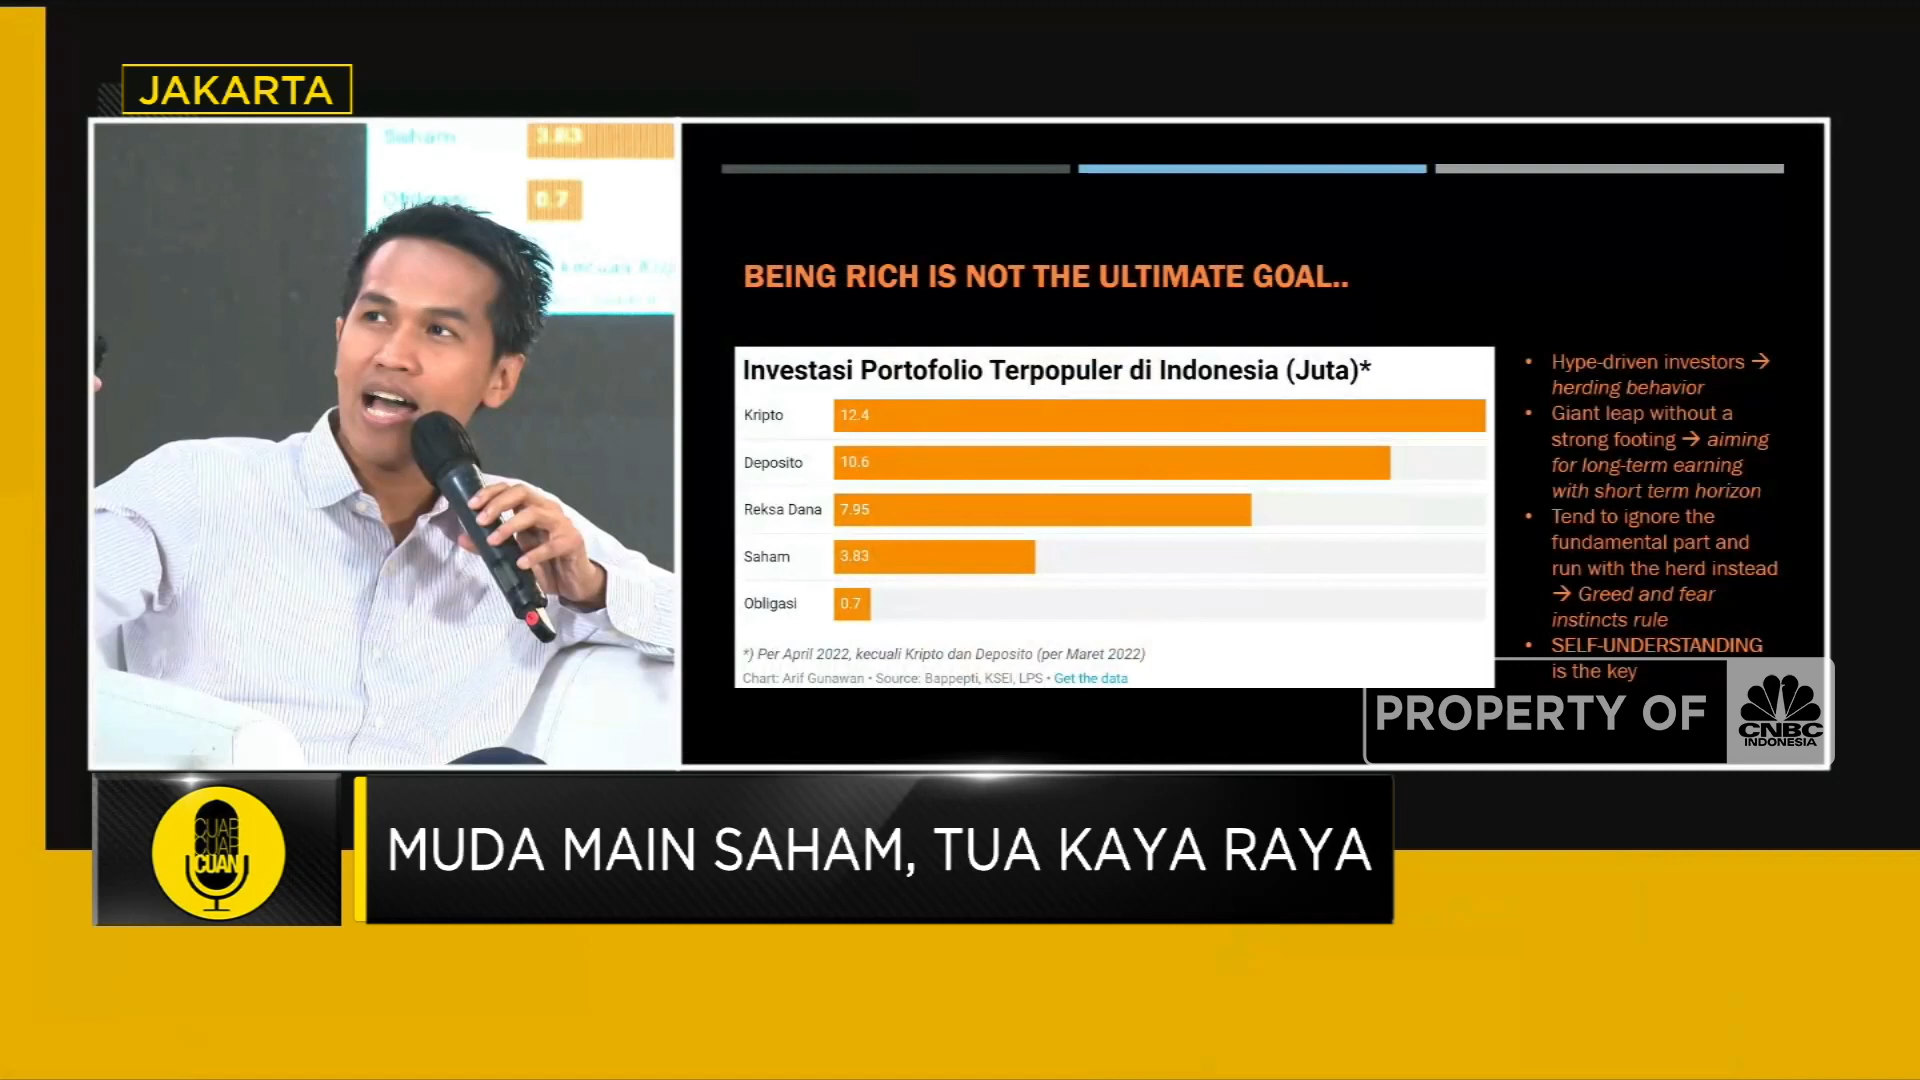 JAKARTA
Saham
3.83
0.7
BEING RICH IS NOT THE ULTIMATE GOAL..
Investasi Portofolio Terpopuler di Indonesia (Juta)*
Kripto
12.4
Deposito
10.6
Reksa Dana
7.95
Saham
3.83
Obligasi
0.7
*) Per April 2022, kecuali Kripto dan Deposito (per Maret 2022)
Chart: Arif Gunawan • Source: Bappepti, KSEI, LPS • Get the data
• Hype-driven investors →
herding behavior
• Giant leap without a
strong footing → aiming
for long-term earning
with short term horizon
• Tend to ignore the
fundamental part and
run with the herd instead
→ Greed and fear
instincts rule
• SELF-UNDERSTANDING
is the key
PROPERTY OF
CNBC
INDONESIA
CUAP
CUAP
CUAN
MUDA MAIN SAHAM, TUA KAYA RAYA